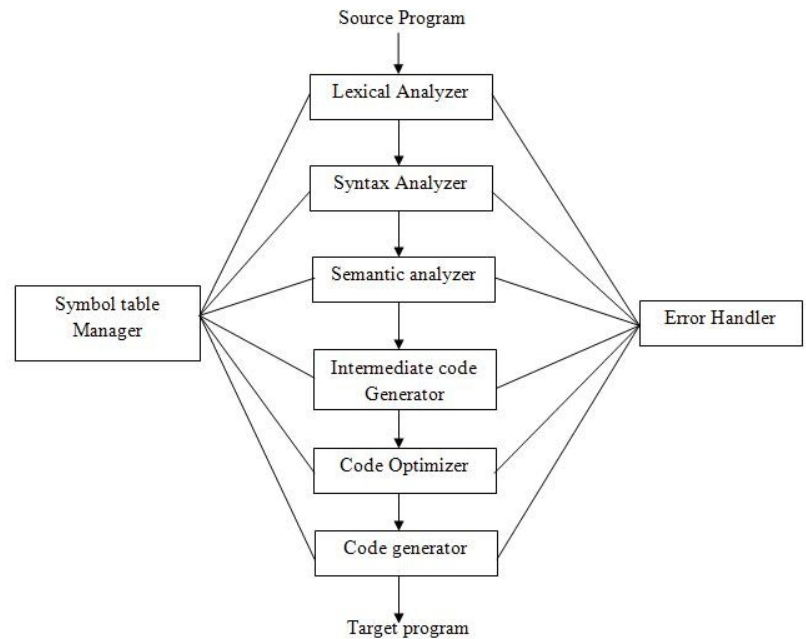 Source Program
Lexical Analyzer
Syntax Analyzer
Semantic analyzer
Symbol table
Manager
Error Handler
Intermediate code
Generator
Code Optimizer
Code generator
Target program